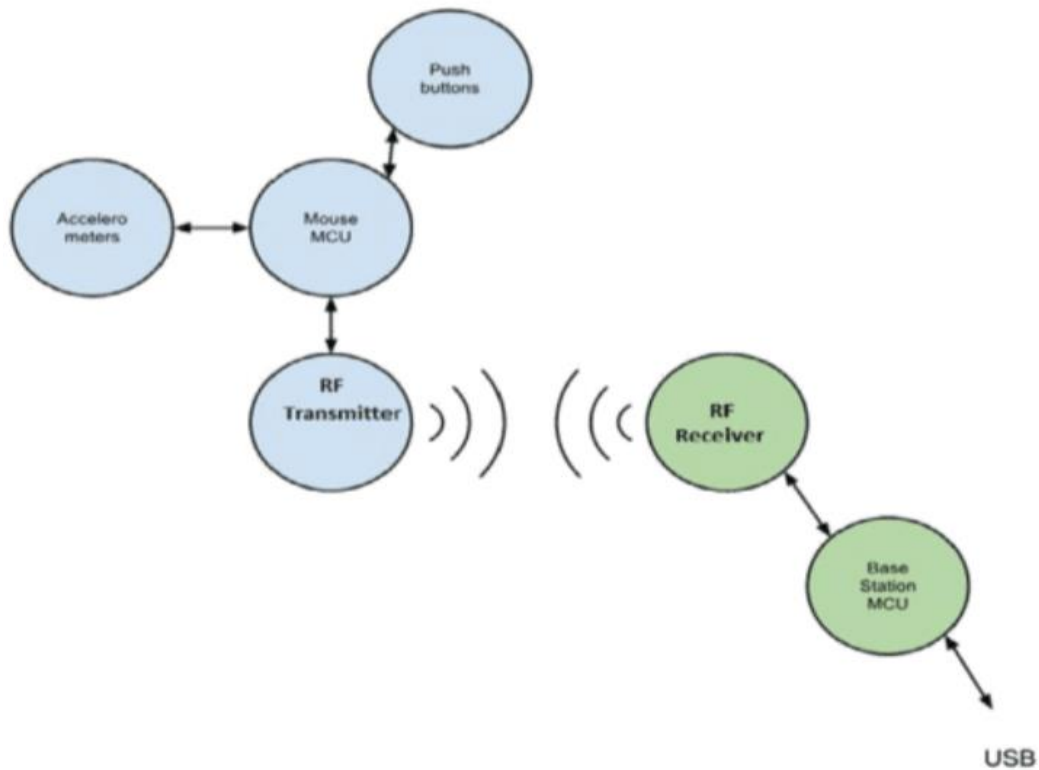 Push
buttons
Accelero
meters
Mouse
MCU
RF
Transmitter
RF
Receiver
Base
Station
MCU
USB